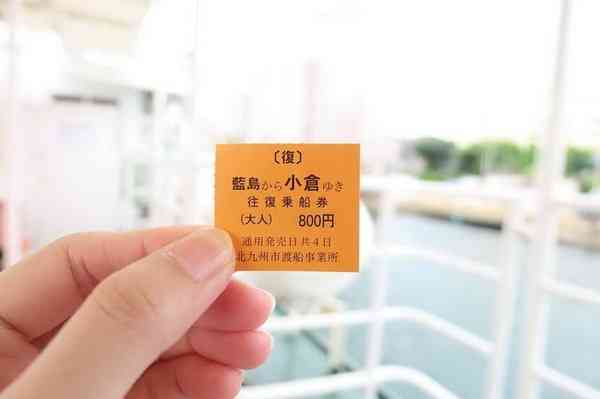 〔復〕
藍島から小倉ゆき
往復乗船券
(大人) 800円
通用発売日共4日
北九州市渡船事業所